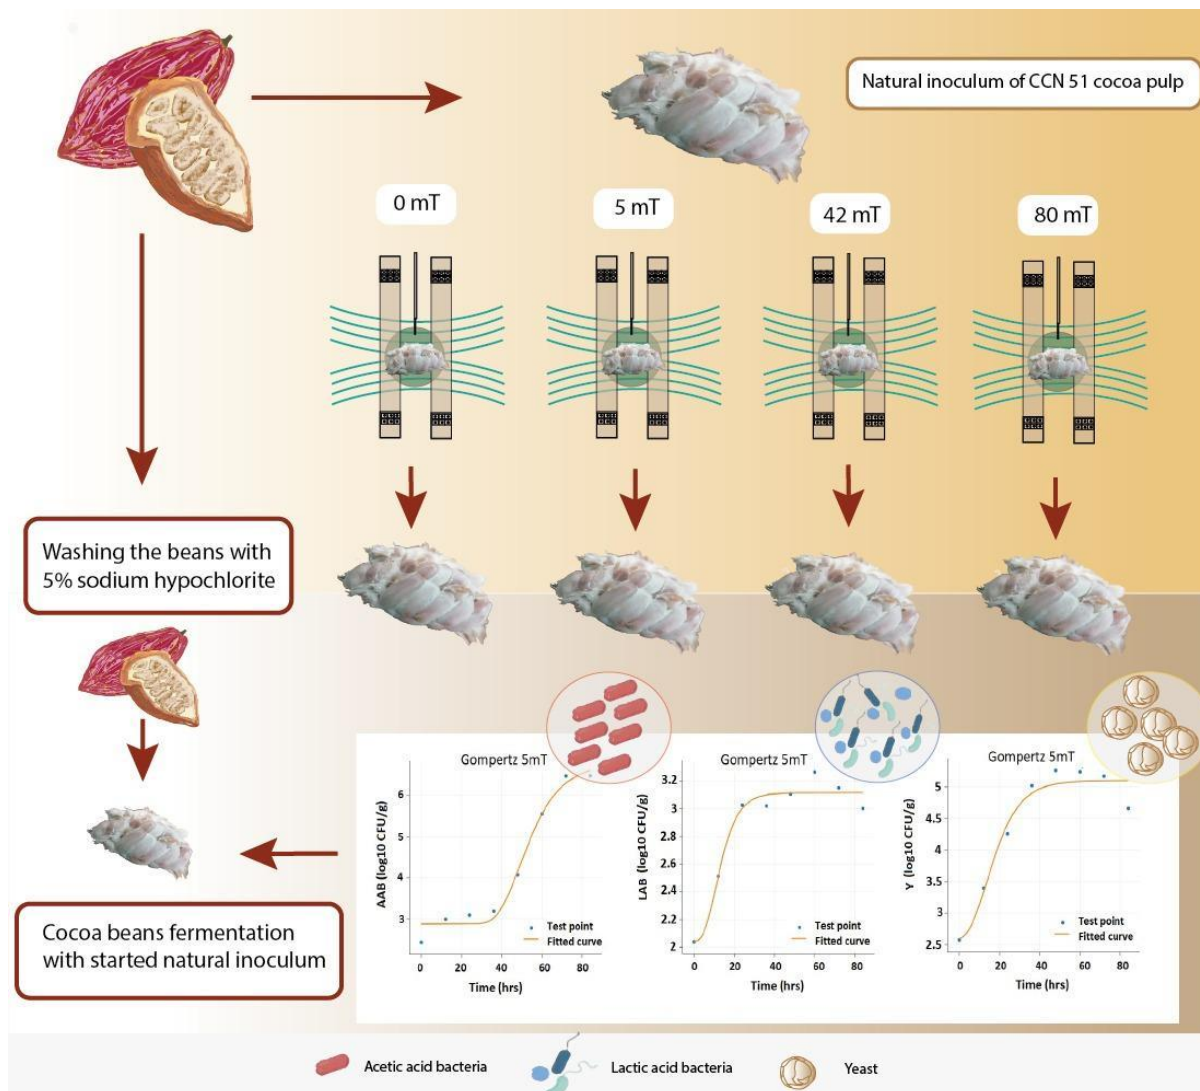 Natural inoculum of CCN 51 cocoa pulp
0 mT
5 mT
42 mT
80 mT
Washing the beans with
5% sodium hypochlorite
Cocoa beans fermentation
with started natural inoculum
Gompertz 5mT
AAB (log10 CFU/g)
6
5
4
3
0
20
40
60
80
Time (hrs)
Test point
Fitted curve
Gompertz 5mT
LAB (log10 CFU/g)
3.2
3
2.8
2.6
2.4
2.2
2
0
20
40
60
80
Time (hrs)
Test point
Fitted curve
Gompertz 5mT
Y (log10 CFU/g)
5
4.5
4
3.5
3
2.5
0
20
40
60
80
Time (hrs)
Test point
Fitted curve
Acetic acid bacteria
Lactic acid bacteria
Yeast